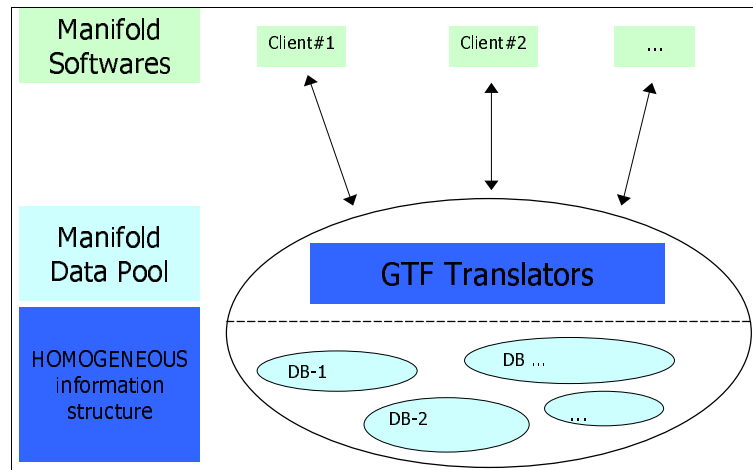 Manifold
Softwares
Client#1
Client#2
...
Manifold
Data Pool
GTF Translators
HOMOGENEOUS
information
structure
DB-1
DB ...
DB-2
...